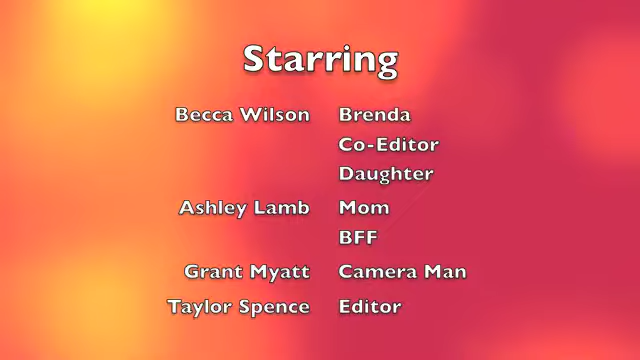 Starring
Becca Wilson Brenda
Co-Editor
Daughter
Ashley Lamb Mom
BFF
Grant Myatt Camera Man
Taylor Spence Editor